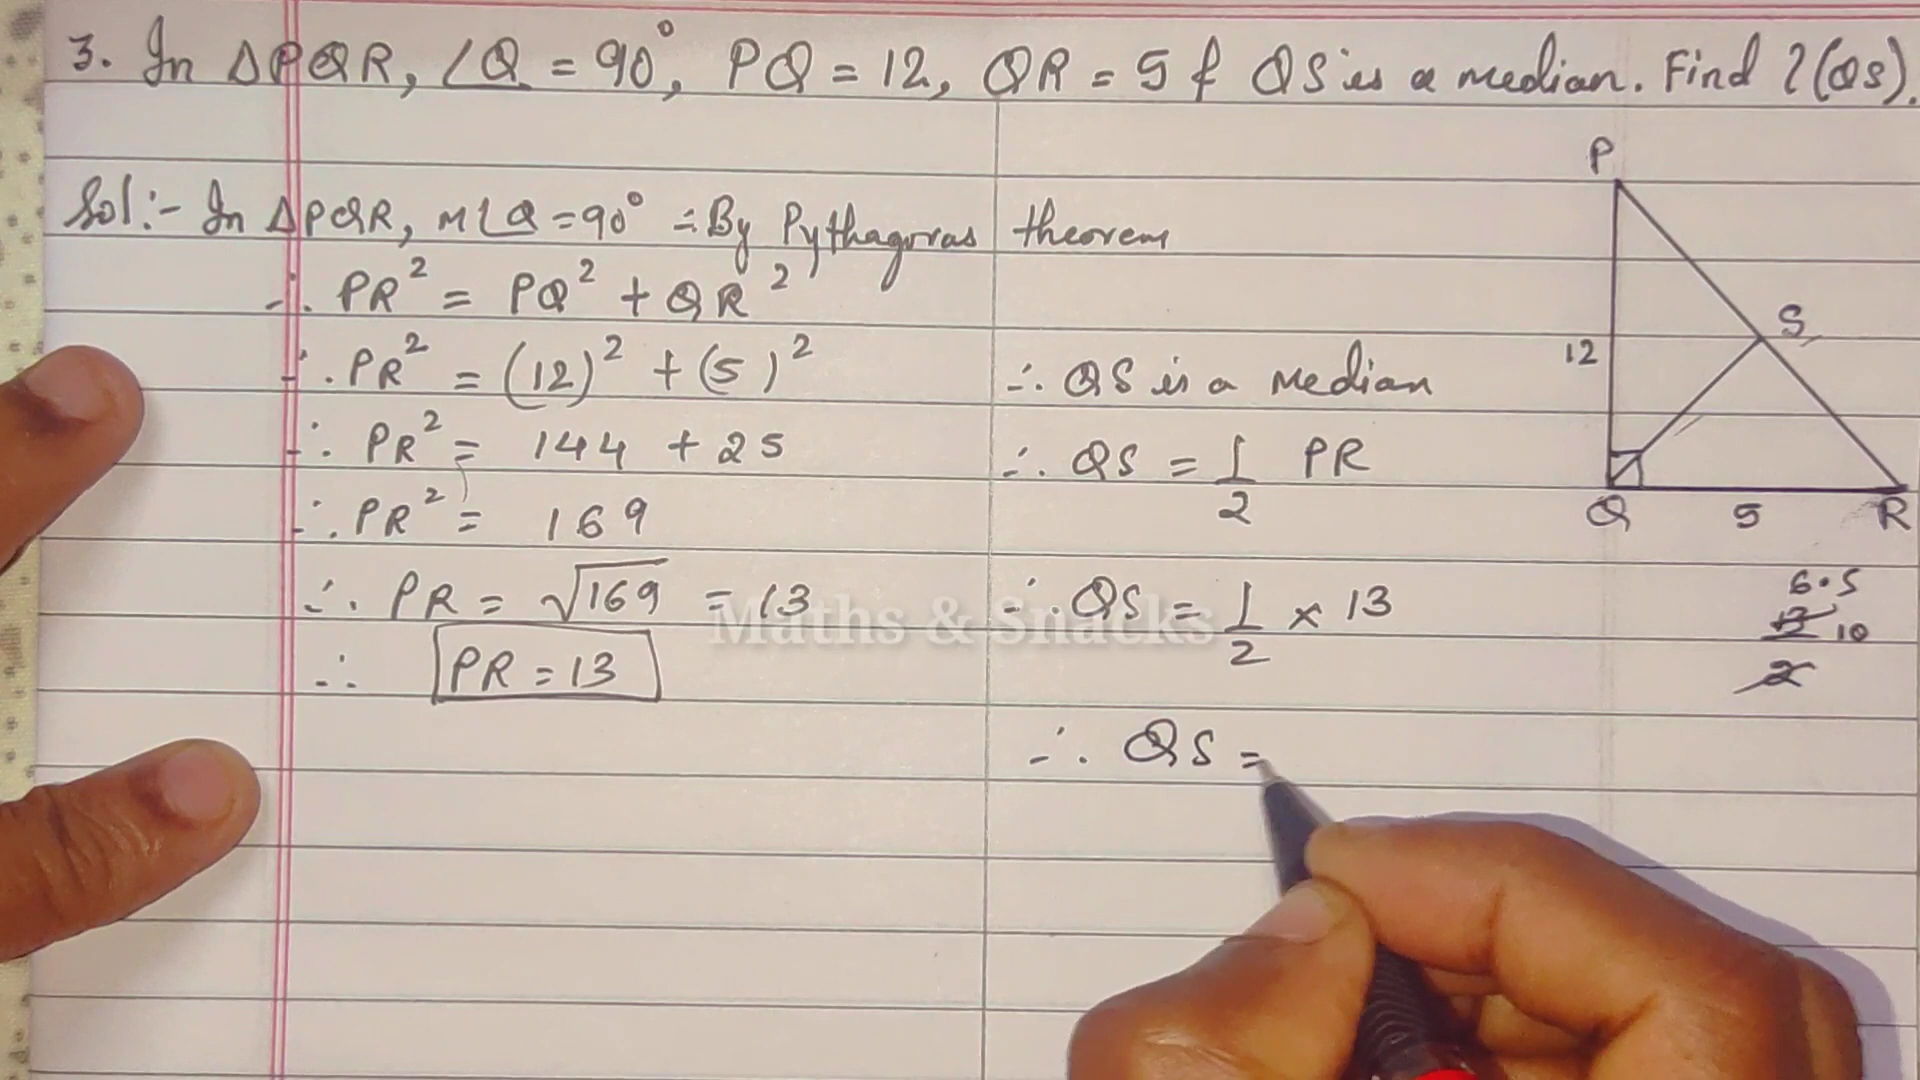 3. In ΔPQR, ∠Q = 90°, PQ = 12, QR = 5 & QS is a median. Find l(QS).
Sol:- In ΔPQR, m∠Q = 90° ∴ By Pythagoras theorem
∴ PR² = PQ² + QR²
∴ PR² = (12)² + (5)²
∴ PR² = 144 + 25
∴ PR² = 169
∴ PR = √169 = 13
∴ PR = 13
∴ QS is a median
∴ QS = 1/2 PR
∴ QS = 1/2 × 13
∴ QS =
P
S
12
Q 5 R
6.5
13 10
2
Maths & Snacks